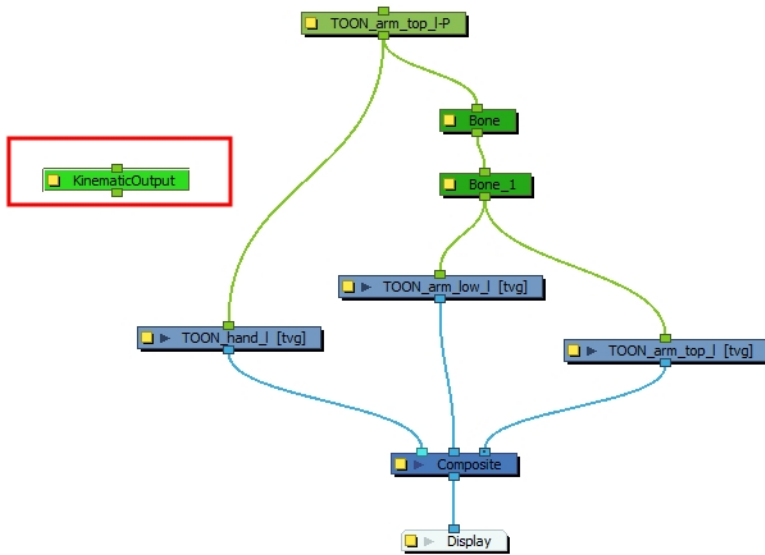 TOON_arm_top_l-P
Bone
KinematicOutput
Bone_1
TOON_arm_low_l [tvg]
TOON_hand_l [tvg]
TOON_arm_top_l [tvg]
Composite
Display